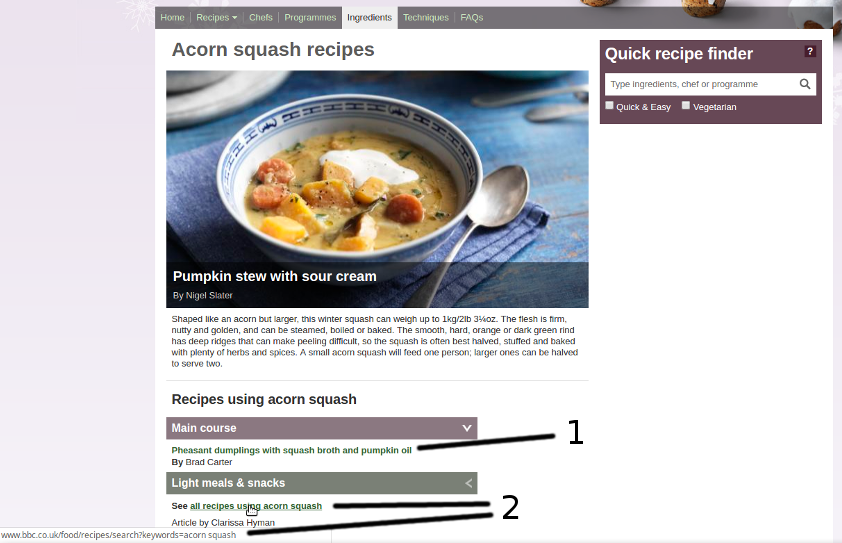 Home Recipes Chefs Programmes Ingredients Techniques FAQs
Acorn squash recipes
Quick recipe finder ?
Type ingredients, chef or programme
Quick & Easy Vegetarian
Pumpkin stew with sour cream
By Nigel Slater
Shaped like an acorn but larger, this winter squash can weigh up to 1kg/2lb 3¼oz. The flesh is firm,
nutty and golden, and can be steamed, boiled or baked. The smooth, hard, orange or dark green rind
has deep ridges that can make peeling difficult, so the squash is often best halved, stuffed and baked
with plenty of herbs and spices. A small acorn squash will feed one person; larger ones can be halved
to serve two.
Recipes using acorn squash
Main course
1
Pheasant dumplings with squash broth and pumpkin oil
By Brad Carter
Light meals & snacks
See all recipes using acorn squash
2
Article by Clarissa Hyman
www.bbc.co.uk/food/recipes/search?keywords=acorn squash